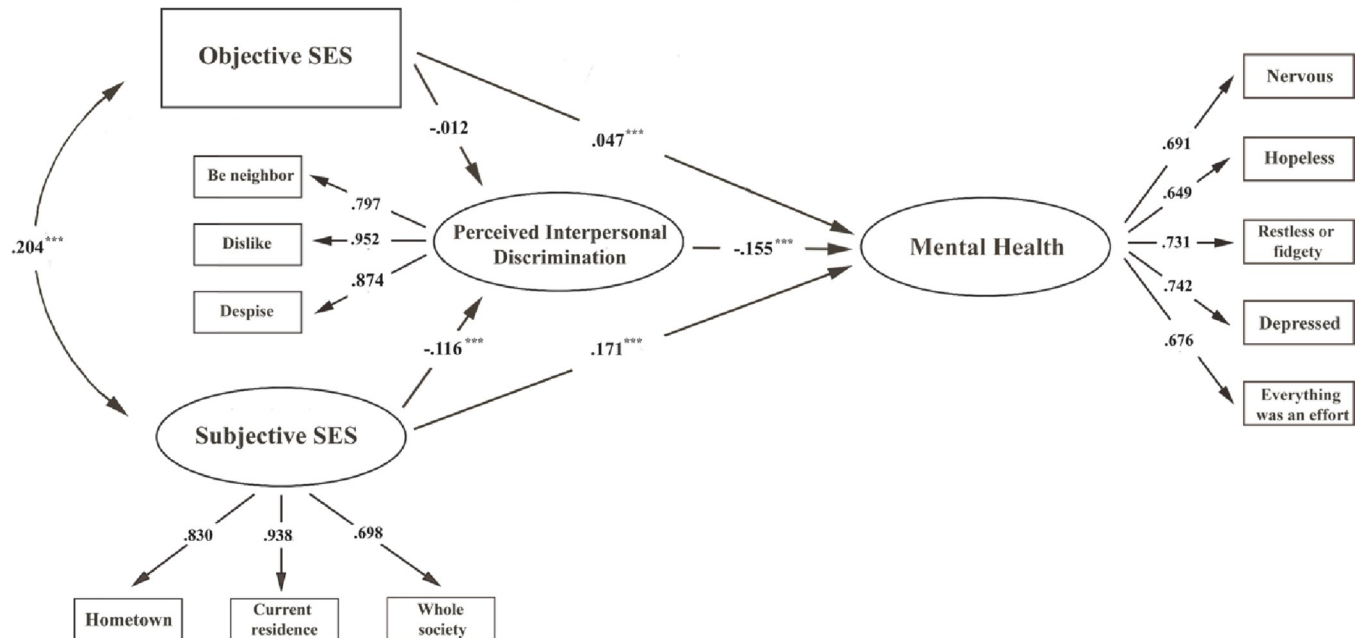 Objective SES
Nervous
-.012
.047***
.691
Be neighbor
Hopeless
.797
.649
.204***
Dislike
.952
Perceived Interpersonal
Discrimination
-.155***
Mental Health
.731
Restless or
fidgety
.874
.742
Despise
Depressed
-.116***
.171***
.676
Everything
was an effort
Subjective SES
.830
.938
.698
Hometown
Current
residence
Whole
society